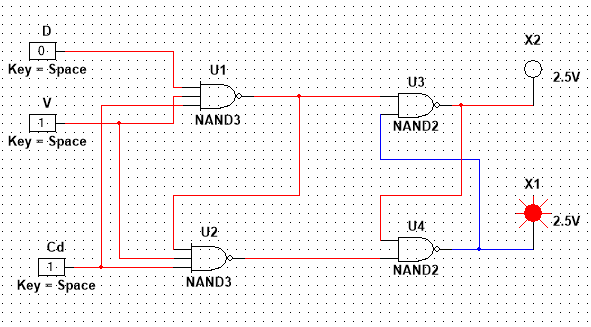 D
0
Key = Space
V
1
Key = Space
Cd
1
Key = Space
U1
NAND3
U2
NAND3
U3
NAND2
U4
NAND2
X2
2.5V
X1
2.5V